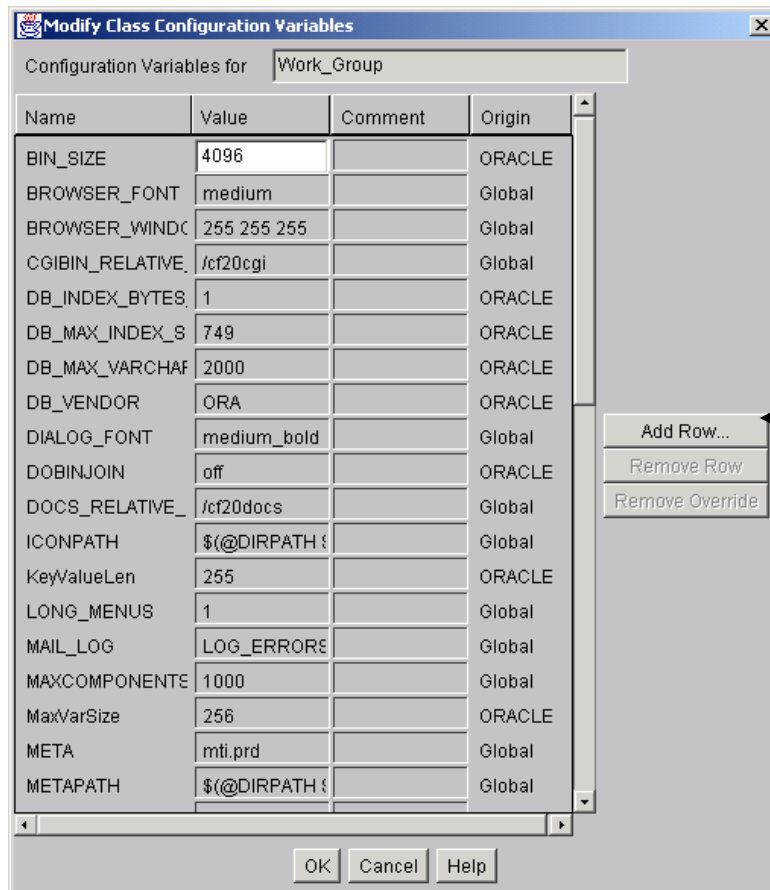 Modify Class Configuration Variables
Configuration Variables for Work_Group
Name Value Comment Origin
BIN_SIZE 4096 ORACLE
BROWSER_FONT medium Global
BROWSER_WINDO 255 255 255 Global
CGIBIN_RELATIVE_ /cf20cgi Global
DB_INDEX_BYTES_ 1 ORACLE
DB_MAX_INDEX_S 749 ORACLE
DB_MAX_VARCHAR 2000 ORACLE
DB_VENDOR ORA ORACLE
DIALOG_FONT medium_bold Global
Add Row...
DOBINJOIN off ORACLE
Remove Row
DOCS_RELATIVE_ /cf20docs Global
Remove Override
ICONPATH $(@DIRPATH $ Global
KeyValueLen 255 ORACLE
LONG_MENUS 1 Global
MAIL_LOG LOG_ERRORS Global
MAXCOMPONENTS 1000 Global
MaxVarSize 256 ORACLE
META mti.prd Global
METAPATH $(@DIRPATH $ Global
OK Cancel Help